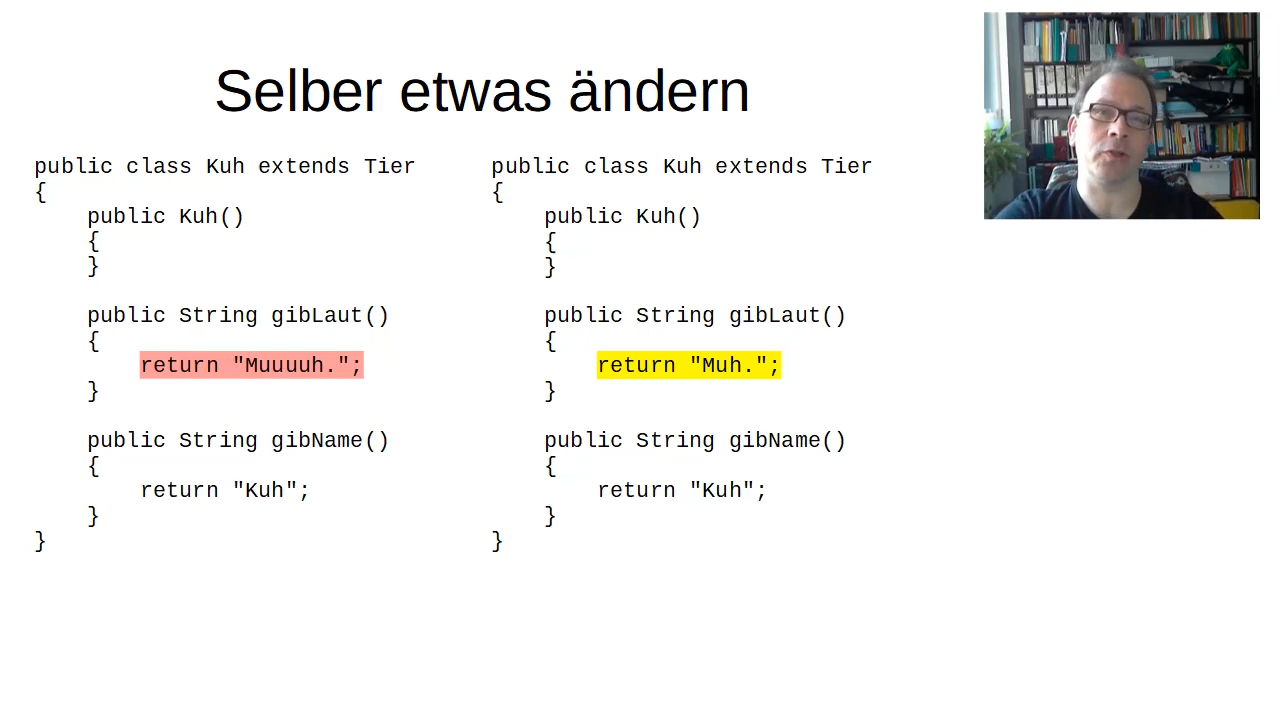 Selber etwas ändern
public class Kuh extends Tier
{
    public Kuh()
    {
    }

    public String gibLaut()
    {
        return "Muuuuh.";
    }

    public String gibName()
    {
        return "Kuh";
    }
}
public class Kuh extends Tier
{
    public Kuh()
    {
    }

    public String gibLaut()
    {
        return "Muh.";
    }

    public String gibName()
    {
        return "Kuh";
    }
}